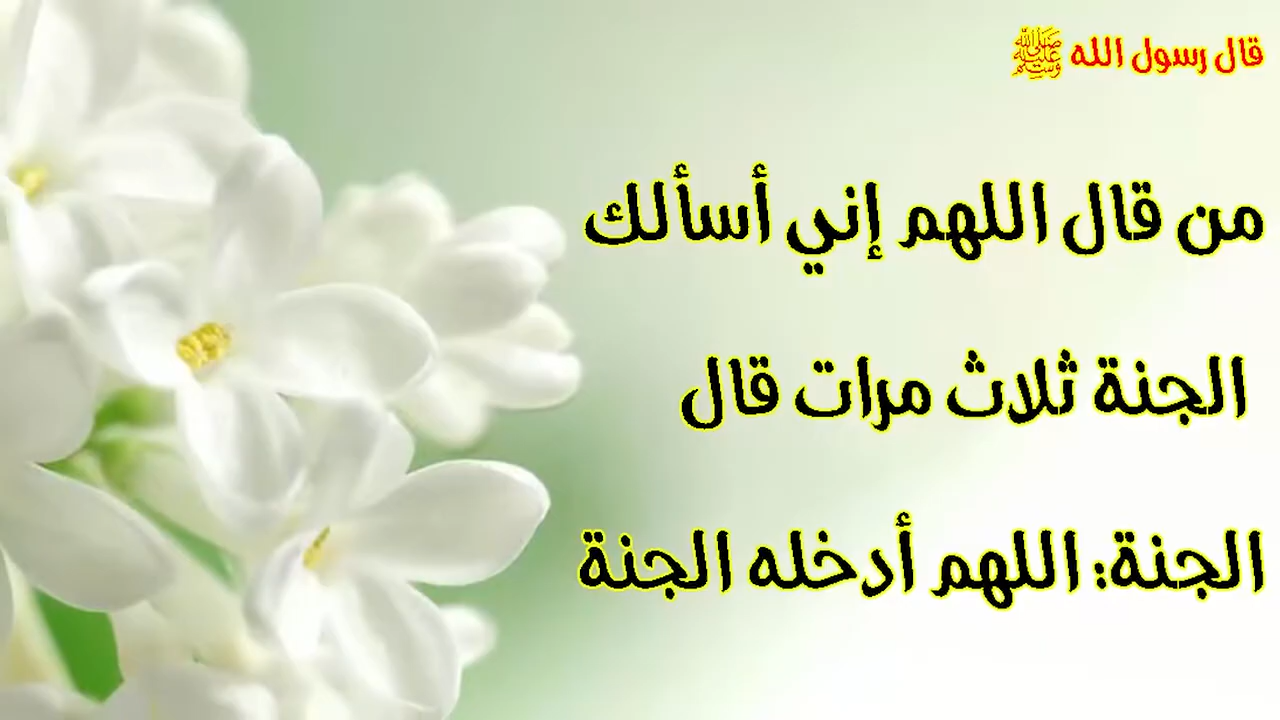 قال رسول الله ﷺ
من قال اللهم إني أسألك
الجنة ثلاث مرات قال
الجنة: اللهم أدخله الجنة